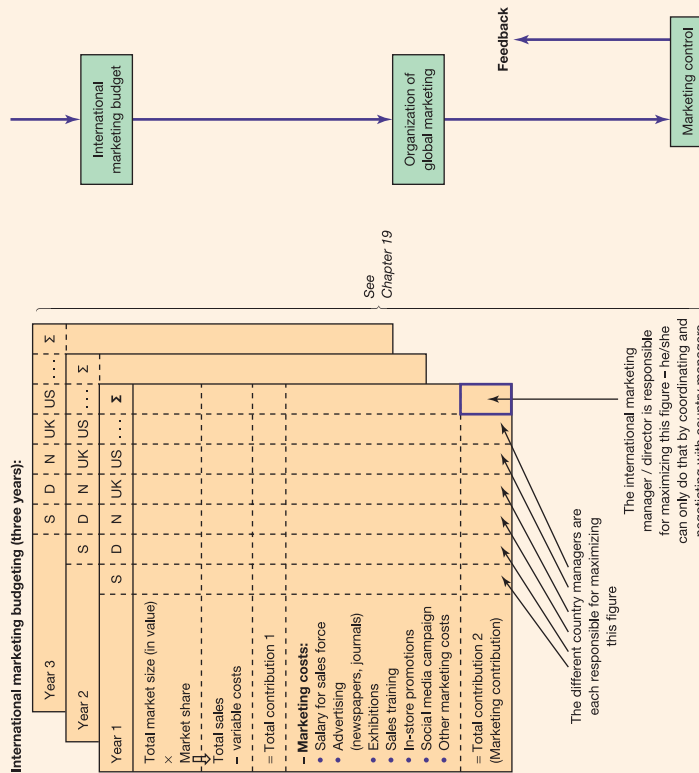 International marketing budgeting (three years):
Year 3 S D N UK US . . . . Σ
Year 2 S D N UK US . . . . Σ
Year 1 S D N UK US . . . . Σ
Total market size (in value)
×
Market share
Total sales
– variable costs
= Total contribution 1
– Marketing costs:
• Salary for sales force
• Advertising
(newspapers, journals)
• Exhibitions
• Sales training
• In-store promotions
• Social media campaign
• Other marketing costs
= Total contribution 2
(Marketing contribution)
The different country managers are
each responsible for maximizing
this figure
The international marketing
manager / director is responsible
for maximizing this figure – he/she
can only do that by coordinating and
negotiating with country managers
See
Chapter 19
International
marketing budget
Organization of
global marketing
Feedback
Marketing control